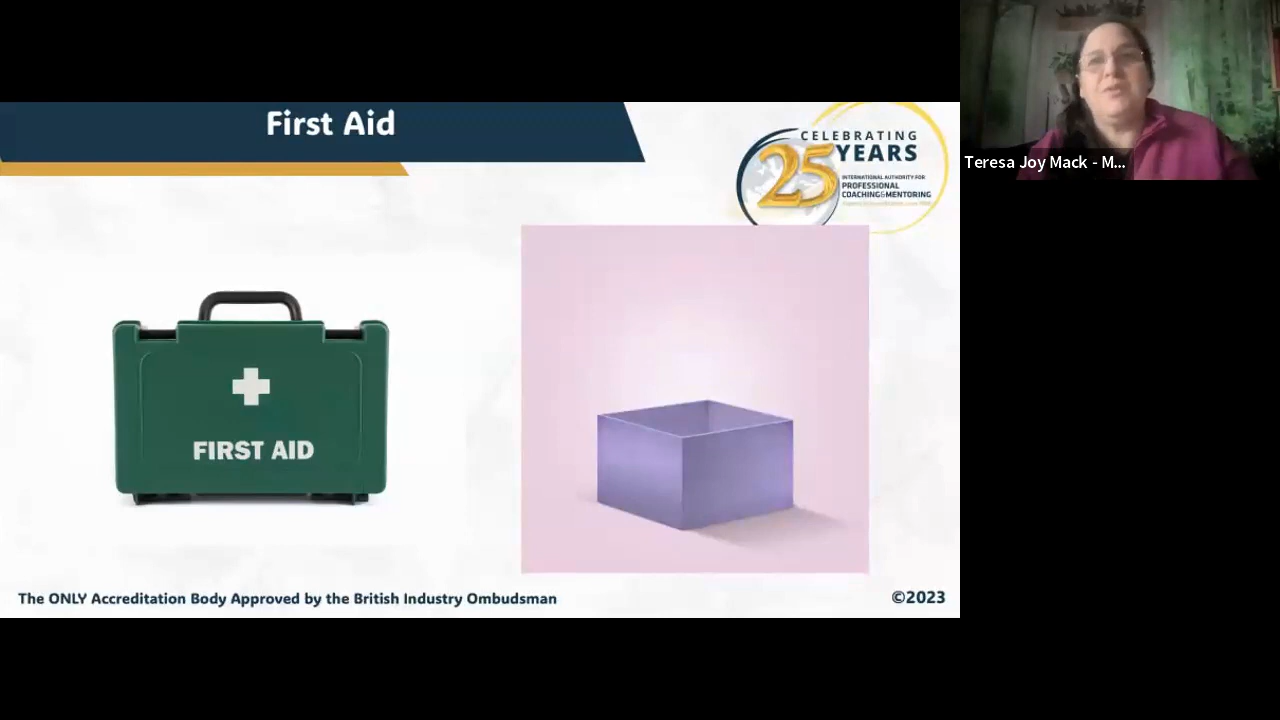 First Aid
CELEBRATING
25 YEARS
INTERNATIONAL AUTHORITY FOR
PROFESSIONAL
COACHING&MENTORING
Teresa Joy Mack - M...
FIRST AID
The ONLY Accreditation Body Approved by the British Industry Ombudsman
©2023